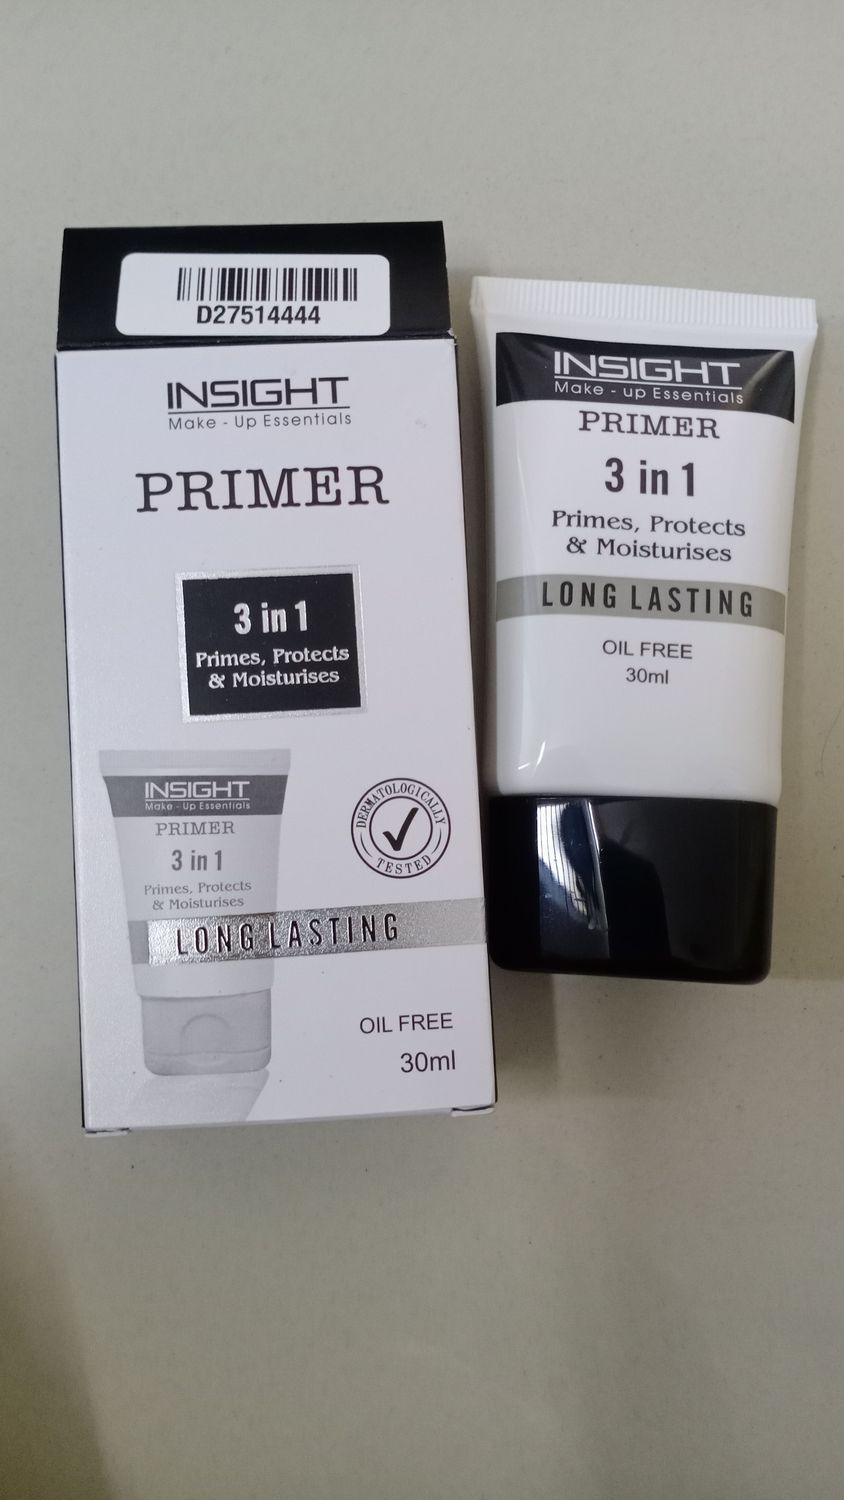 D27514444
INSIGHT
Make - Up Essentials
PRIMER
3 in 1
Primes, Protects
& Moisturises
INSIGHT
Make - Up Essentials
PRIMER
3 in 1
Primes, Protects
& Moisturises
DERMATOLOGICALLY
TESTED
LONG LASTING
OIL FREE
30ml
INSIGHT
Make - up Essentials
PRIMER
3 in 1
Primes, Protects
& Moisturises
LONG LASTING
OIL FREE
30ml